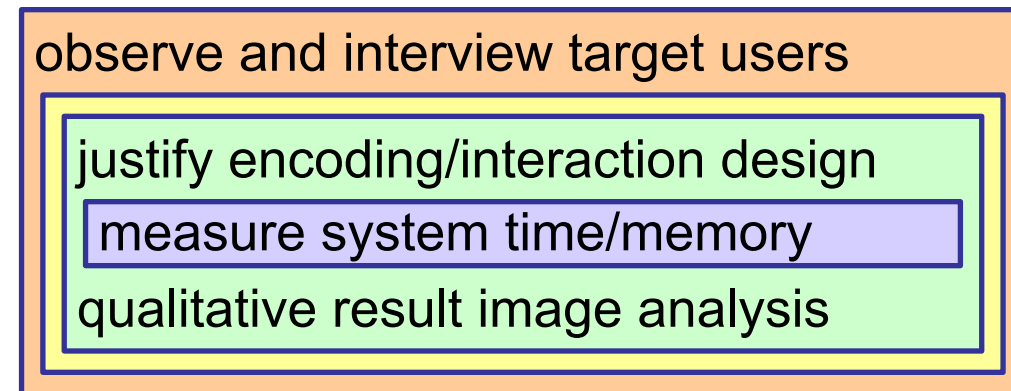 observe and interview target users
justify encoding/interaction design
measure system time/memory
qualitative result image analysis